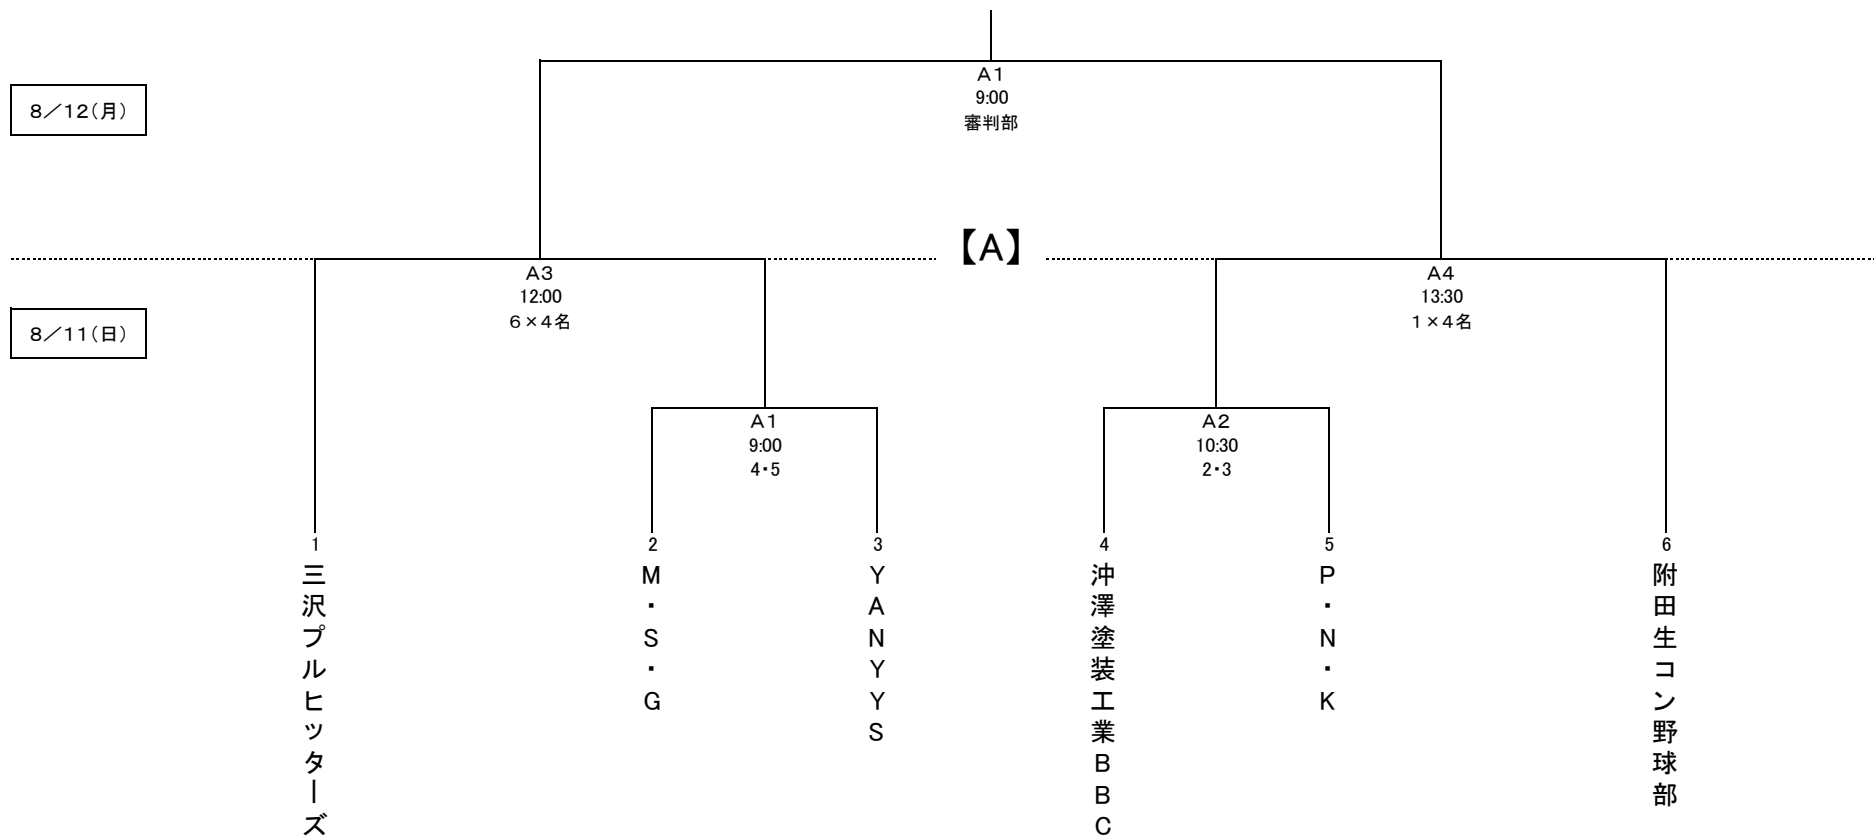 A1
9:00
審判部
8／12(月)
【A】
A3
12:00
6×4名
A4
13:30
1×4名
8／11(日)
A1
9:00
4・5
A2
10:30
2・3
1
三沢プルヒッターズ
2
M・S・G
3
YANYYS
4
沖澤塗装工業BBC
5
P・N・K
6
附田生コン野球部